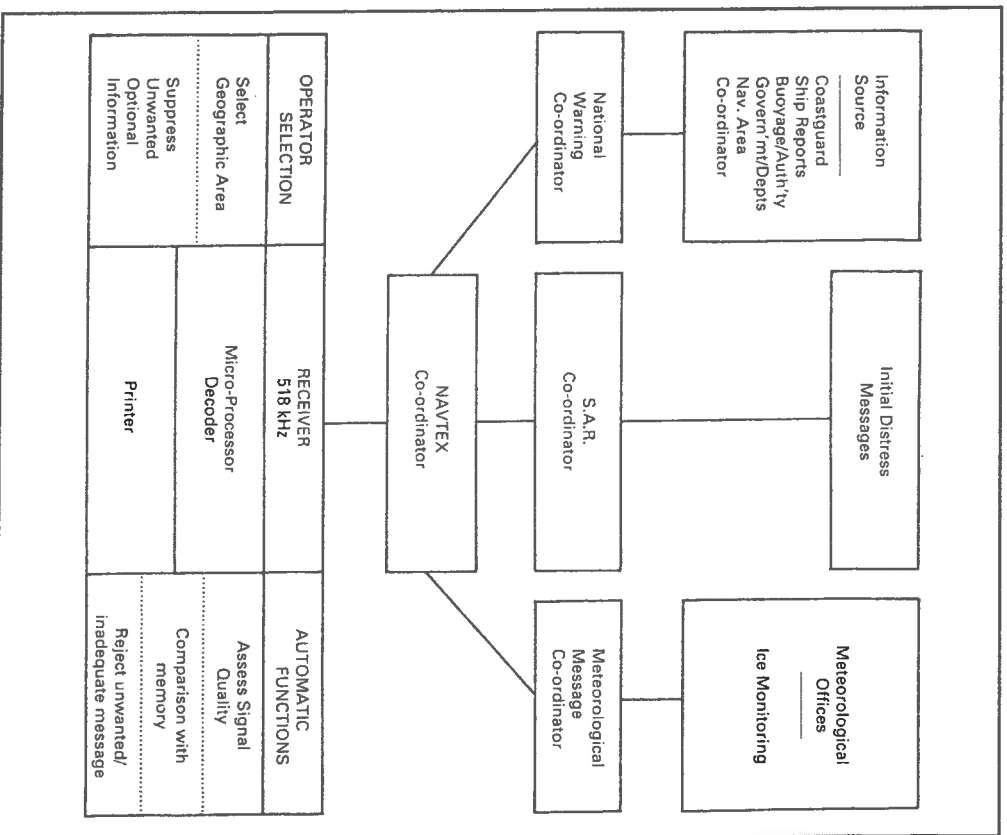 Information
Source
Coastguard
Ship Reports
Buoyage/Auth'ty
Govern'mt/Depts
Nav. Area
Co-ordinator
Initial Distress
Messages
Meteorological
Offices
Ice Monitoring
National
Warning
Co-ordinator
S.A.R.
Co-ordinator
Meteorological
Message
Co-ordinator
NAVTEX
Co-ordinator
OPERATOR
SELECTION
Select
Geographic Area
Suppress
Unwanted
Optional
Information
RECEIVER
518 kHz
Micro-Processor
Decoder
Printer
AUTOMATIC
FUNCTIONS
Assess Signal
Quality
Comparison with
memory
Reject unwanted/
inadequate message